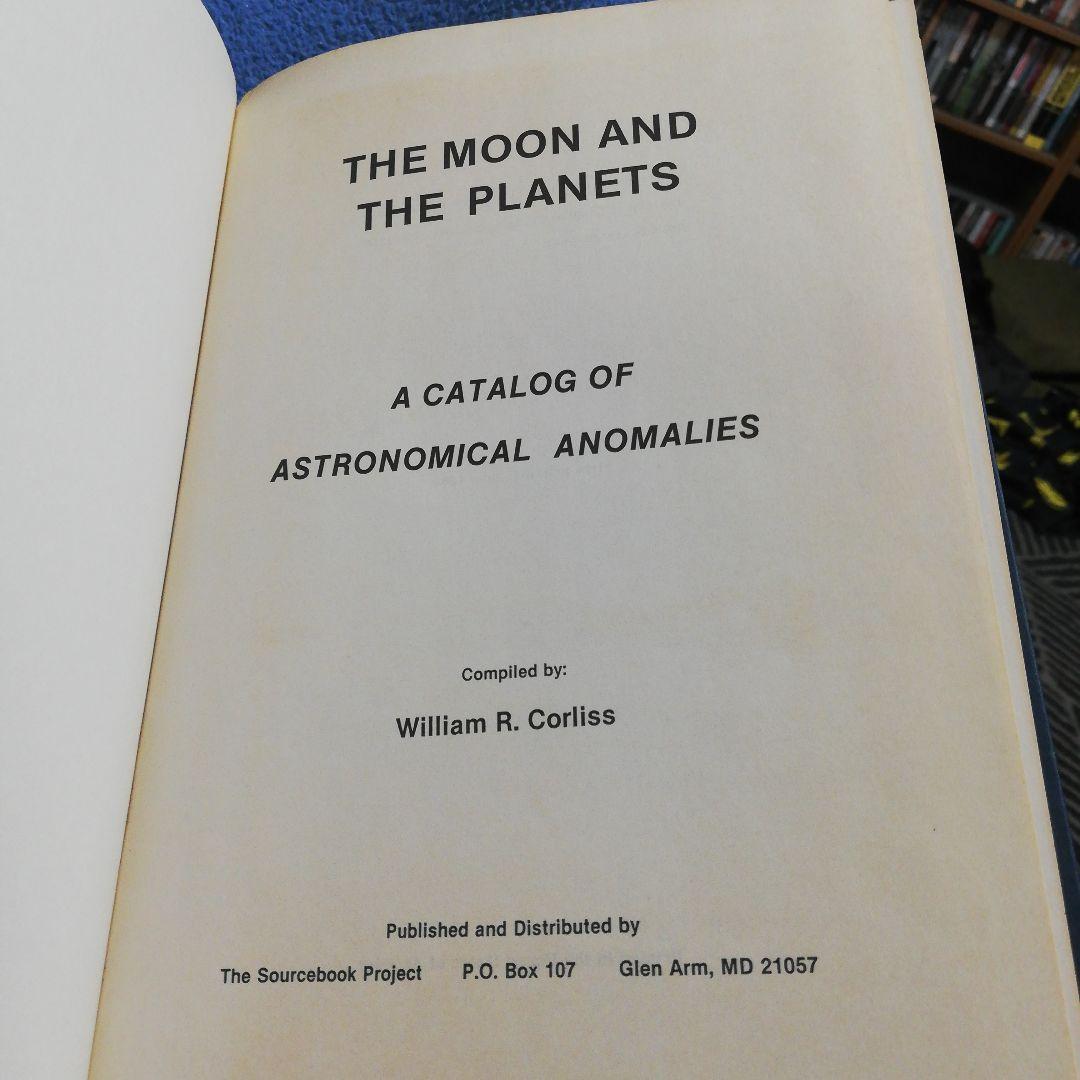 THE MOON AND
THE PLANETS
A CATALOG OF
ASTRONOMICAL ANOMALIES
Compiled by:
William R. Corliss
Published and Distributed by
The Sourcebook Project P.O. Box 107 Glen Arm, MD 21057